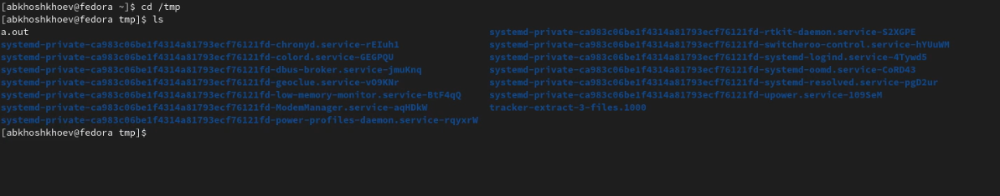 [abkhoshkhoev@fedora ~]$ cd /tmp
[abkhoshkhoev@fedora tmp]$ ls
a.out systemd-private-ca983c06be1f4314a81793ecf76121fd-rtkit-daemon.service-S2XGPE
systemd-private-ca983c06be1f4314a81793ecf76121fd-chronyd.service-rEIuh1 systemd-private-ca983c06be1f4314a81793ecf76121fd-switcheroo-control.service-hYUuWM
systemd-private-ca983c06be1f4314a81793ecf76121fd-colord.service-GEGPQU systemd-private-ca983c06be1f4314a81793ecf76121fd-systemd-logind.service-4Tywd5
systemd-private-ca983c06be1f4314a81793ecf76121fd-dbus-broker.service-jmuKnq systemd-private-ca983c06be1f4314a81793ecf76121fd-systemd-oomd.service-CoRD43
systemd-private-ca983c06be1f4314a81793ecf76121fd-geoclue.service-vO9KNr systemd-private-ca983c06be1f4314a81793ecf76121fd-systemd-resolved.service-pgD2ur
systemd-private-ca983c06be1f4314a81793ecf76121fd-low-memory-monitor.service-BtF4qQ systemd-private-ca983c06be1f4314a81793ecf76121fd-upower.service-109SeM
systemd-private-ca983c06be1f4314a81793ecf76121fd-ModemManager.service-aqHDkW tracker-extract-3-files.1000
systemd-private-ca983c06be1f4314a81793ecf76121fd-power-profiles-daemon.service-rqyxrW
[abkhoshkhoev@fedora tmp]$